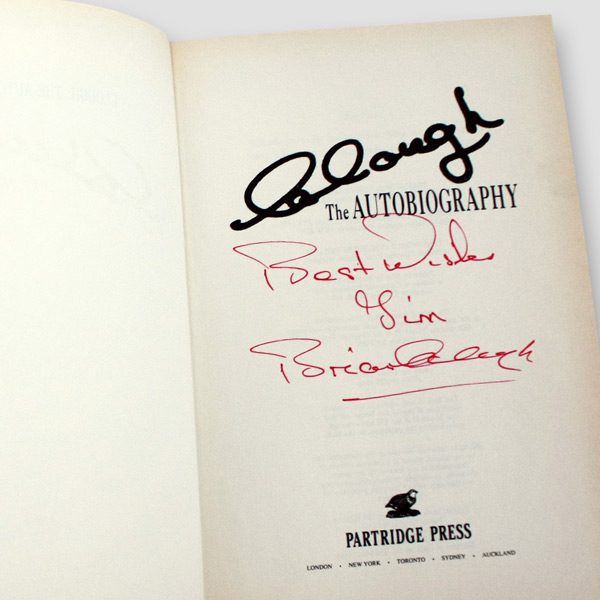 Clough
The AUTOBIOGRAPHY
Best Wishes
Jim
Brian Clough
PARTRIDGE PRESS
LONDON · NEW YORK · TORONTO · SYDNEY · AUCKLAND